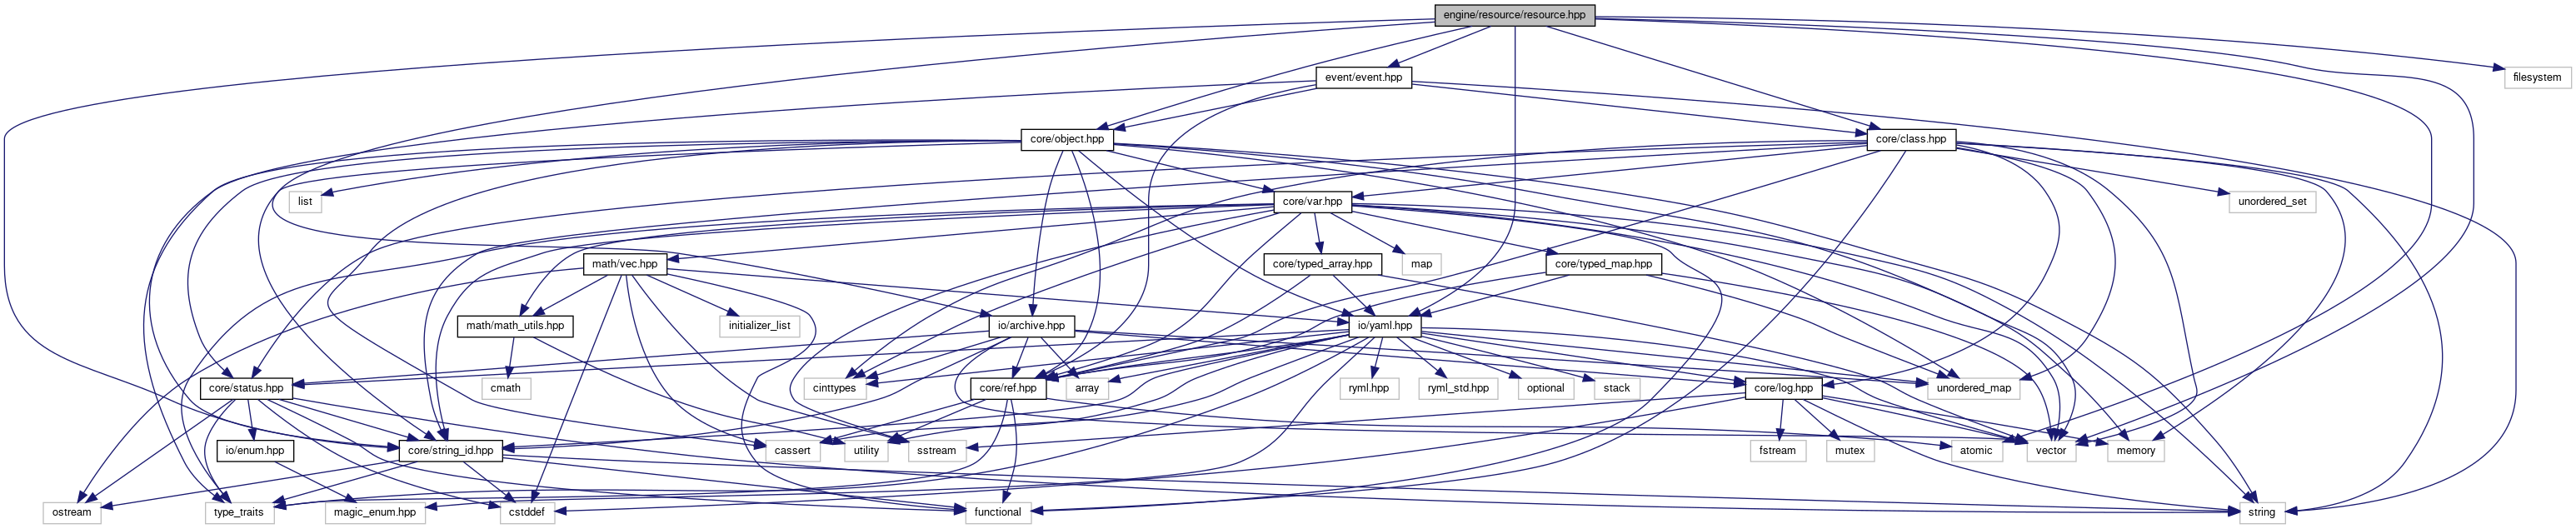 engine/resource/resource.hpp
event/event.hpp
filesystem
core/object.hpp
core/class.hpp
list
core/var.hpp
unordered_set
math/vec.hpp
core/typed_array.hpp
map
core/typed_map.hpp
math/math_utils.hpp
initializer_list
io/archive.hpp
io/yaml.hpp
core/status.hpp
cmath
cinttypes
core/ref.hpp
array
ryml.hpp
ryml_std.hpp
optional
stack
core/log.hpp
unordered_map
io/enum.hpp
core/string_id.hpp
cassert
utility
sstream
fstream
mutex
atomic
vector
memory
ostream
type_traits
magic_enum.hpp
cstddef
functional
string